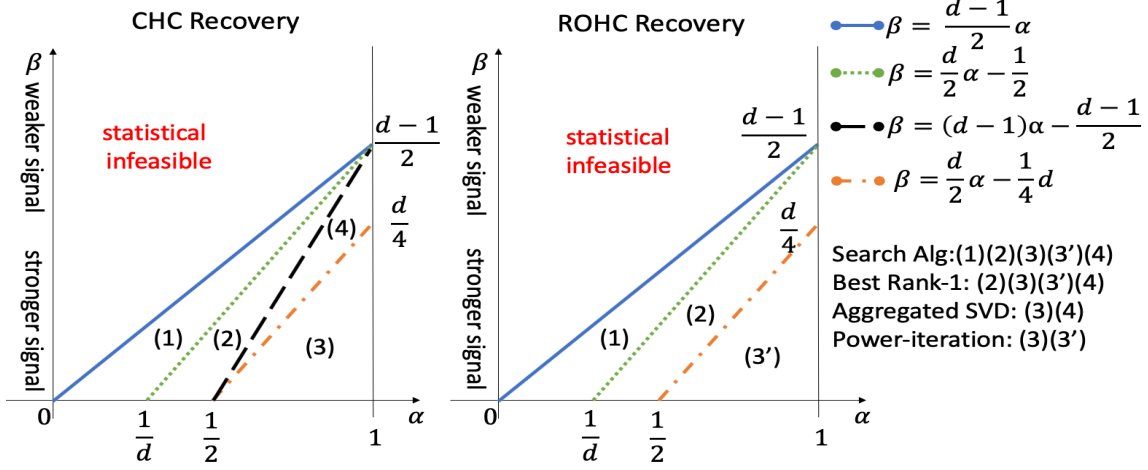 CHC Recovery
β weaker signal
stronger signal
statistical
infeasible
(d − 1)/2
d/4
(1)
(2)
(3)
(4)
0
1/d
1/2
1
α
ROHC Recovery
β weaker signal
stronger signal
statistical
infeasible
(d − 1)/2
d/4
(1)
(2)
(3')
0
1/d
1/2
1
α
β = (d − 1)/2 α
β = d/2 α − 1/2
β = (d − 1)α − (d − 1)/2
β = d/2 α − 1/4 d
Search Alg:(1)(2)(3)(3')(4)
Best Rank-1: (2)(3)(3')(4)
Aggregated SVD: (3)(4)
Power-iteration: (3)(3')